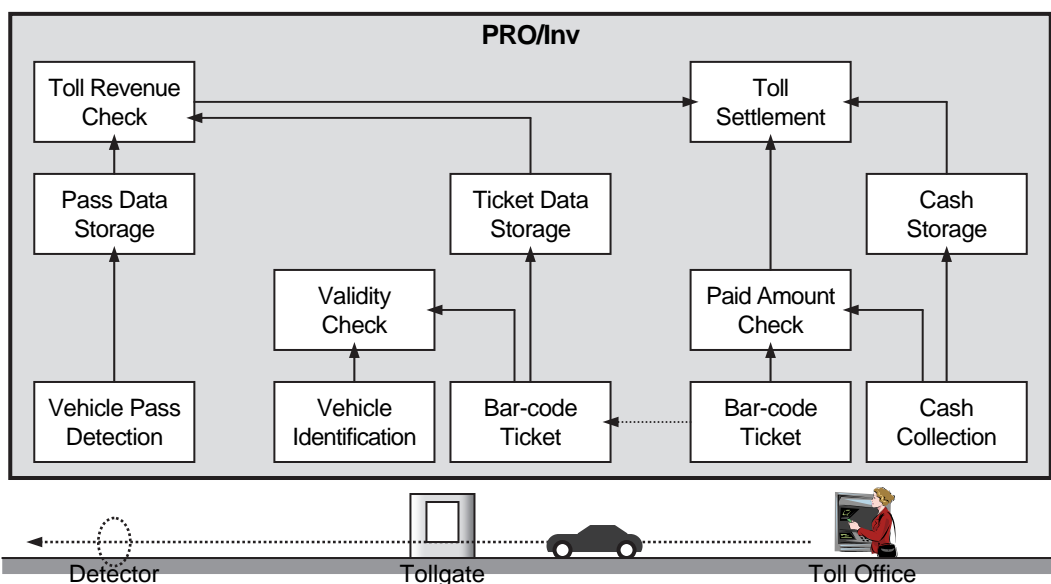 PRO/Inv
Toll Revenue
Check
Toll
Settlement
Pass Data
Storage
Ticket Data
Storage
Cash
Storage
Validity
Check
Paid Amount
Check
Vehicle Pass
Detection
Vehicle
Identification
Bar-code
Ticket
Bar-code
Ticket
Cash
Collection
Detector
Tollgate
Toll Office